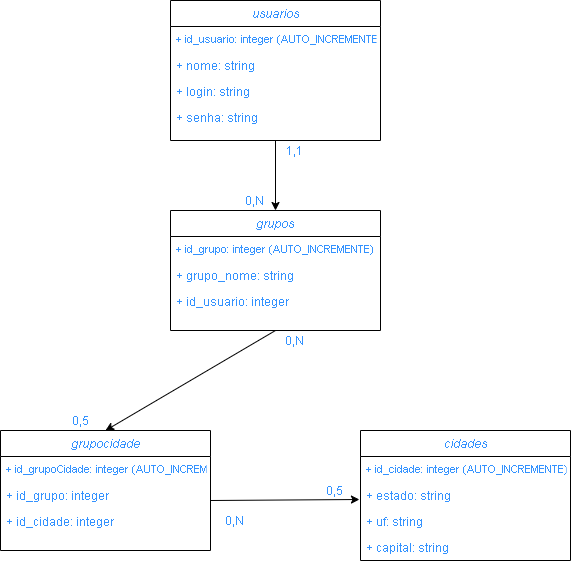 usuarios
+ id_usuario: integer (AUTO_INCREMENTE
+ nome: string
+ login: string
+ senha: string
1,1
0,N
grupos
+ id_grupo: integer (AUTO_INCREMENTE)
+ grupo_nome: string
+ id_usuario: integer
0,N
0,5
grupocidade
+ id_grupoCidade: integer (AUTO_INCREM
+ id_grupo: integer
+ id_cidade: integer
0,N
0,5
cidades
+ id_cidade: integer (AUTO_INCREMENTE)
+ estado: string
+ uf: string
+ capital: string